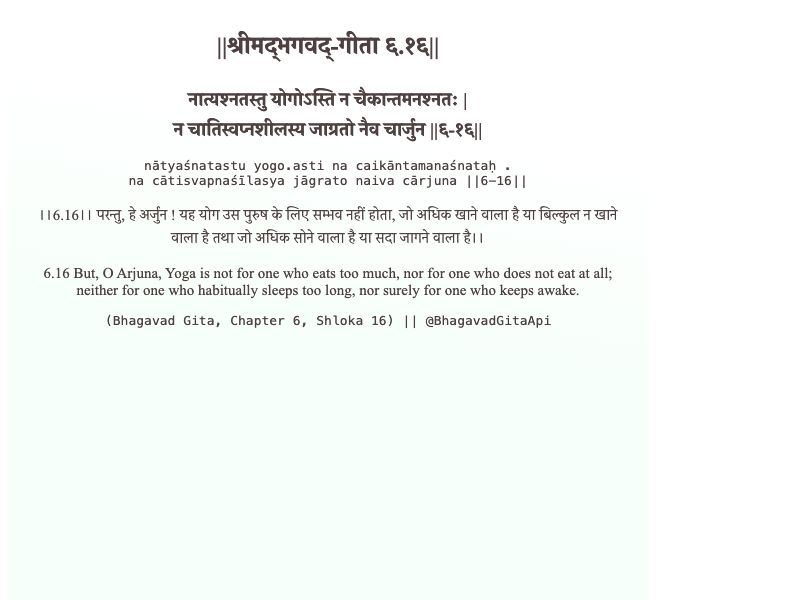 ||श्रीमद्‍भगवद्‍-गीता ६.१६||
नात्यश्नतस्तु योगोऽस्ति न चैकान्तमनश्नतः |
न चातिस्वप्नशीलस्य जाग्रतो नैव चार्जुन ||६-१६||
nātyaśnatastu yogo.asti na caikāntamanaśnataḥ .
na cātisvapnaśīlasya jāgrato naiva cārjuna ||6-16||
।।6.16।। परन्तु, हे अर्जुन ! यह योग उस पुरुष के लिए सम्भव नहीं होता, जो अधिक खाने वाला है या बिल्कुल न खाने
वाला है तथा जो अधिक सोने वाला है या सदा जागने वाला है।।
6.16 But, O Arjuna, Yoga is not for one who eats too much, nor for one who does not eat at all;
neither for one who habitually sleeps too long, nor surely for one who keeps awake.
(Bhagavad Gita, Chapter 6, Shloka 16) || @BhagavadGitaApi